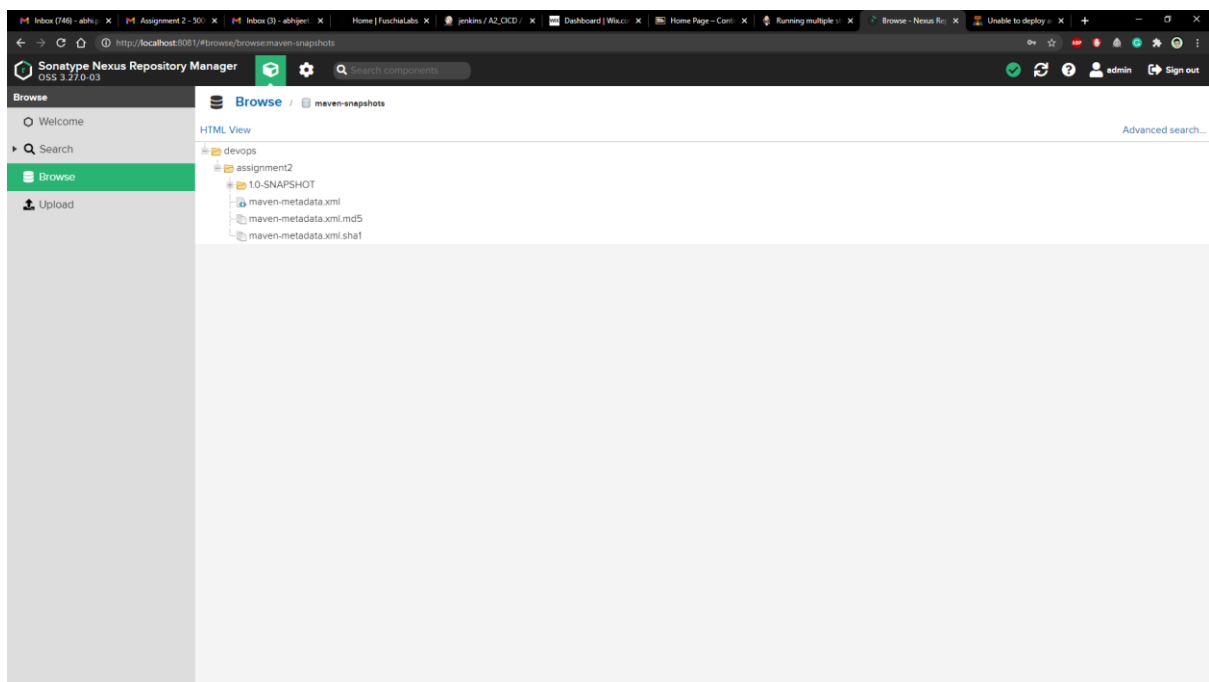 Inbox (746) - abhi
Assignment 2 - 500
Inbox (3) - abhijeet
Home | FuschiaLabs
jenkins / A2_CICD /
Dashboard | Wix.co
Home Page – Cont
Running multiple st
Browse - Nexus Re
Unable to deploy
http://localhost:8081/#browse/browse:maven-snapshots
Sonatype Nexus Repository Manager
OSS 3.27.0-03
Search components
admin
Sign out
Browse
Welcome
Search
Browse
Upload
Browse / maven-snapshots
HTML View
Advanced search...
devops
assignment2
1.0-SNAPSHOT
maven-metadata.xml
maven-metadata.xml.md5
maven-metadata.xml.sha1